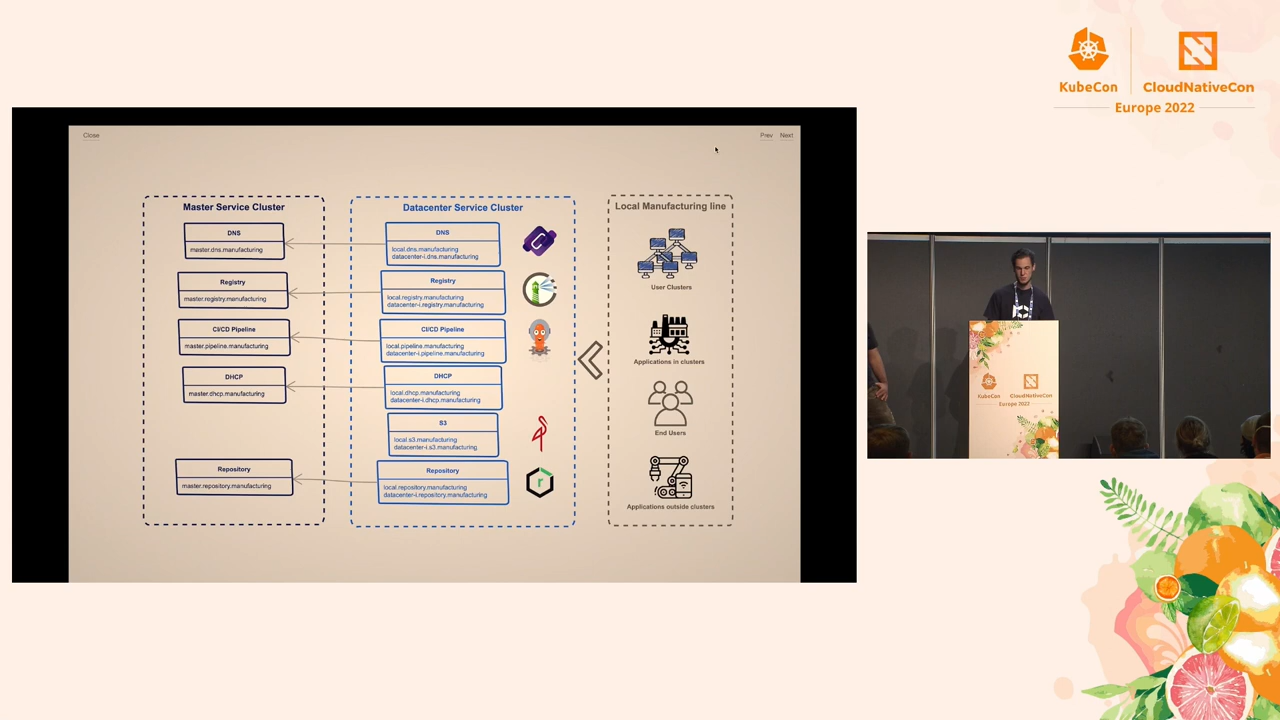 KubeCon
CloudNativeCon
Europe 2022
Close
Prev
Next
Master Service Cluster
DNS
master.dns.manufacturing
Registry
master.registry.manufacturing
CI/CD Pipeline
master.pipeline.manufacturing
DHCP
master.dhcp.manufacturing
Repository
master.repository.manufacturing
Datacenter Service Cluster
DNS
local.dns.manufacturing
datacenter-i.dns.manufacturing
Registry
local.registry.manufacturing
datacenter-i.registry.manufacturing
CI/CD Pipeline
local.pipeline.manufacturing
datacenter-i.pipeline.manufacturing
DHCP
local.dhcp.manufacturing
datacenter-i.dhcp.manufacturing
S3
local.s3.manufacturing
datacenter-i.s3.manufacturing
Repository
local.repository.manufacturing
datacenter-i.repository.manufacturing
r
Local Manufacturing line
User Clusters
Applications in clusters
End Users
Applications outside clusters
KubeCon
CloudNativeCon
Europe 2022